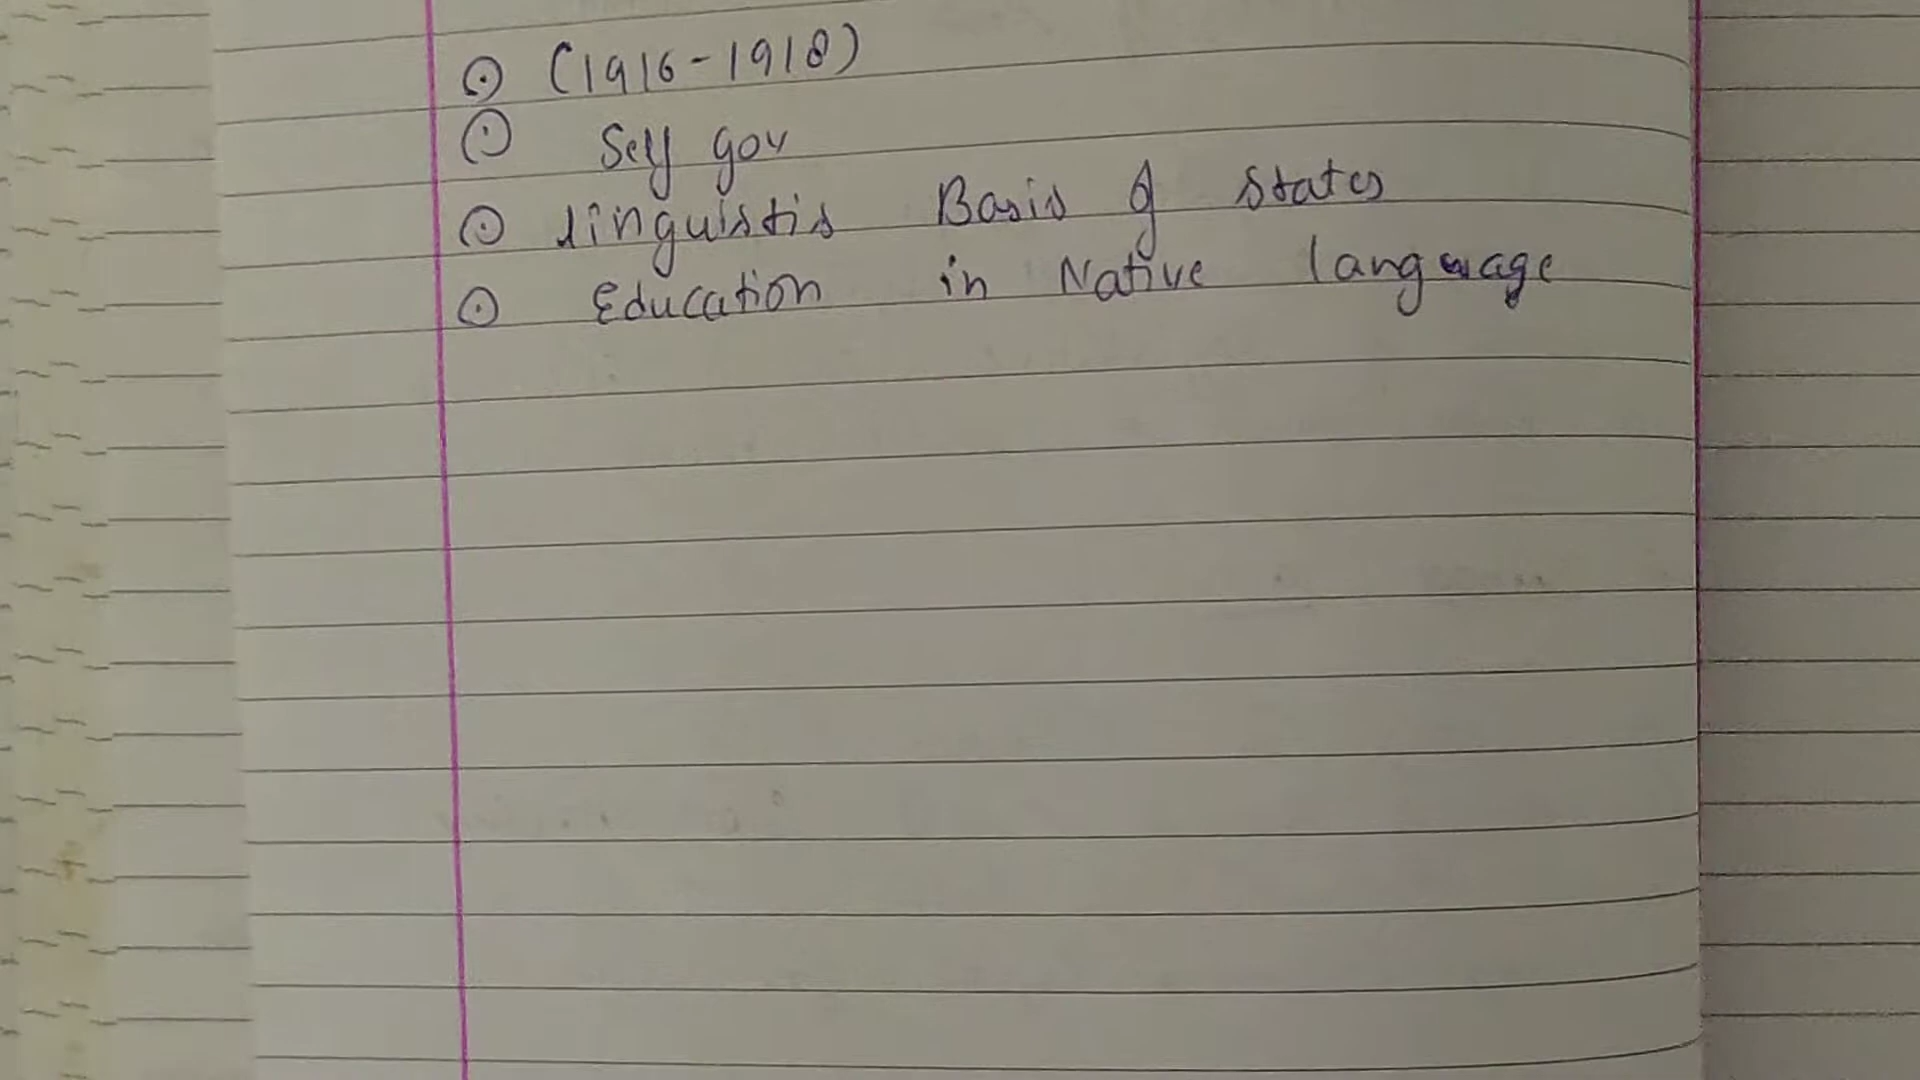 (1916-1918)
Self gov
linguistis Basis of states
Education in Native language